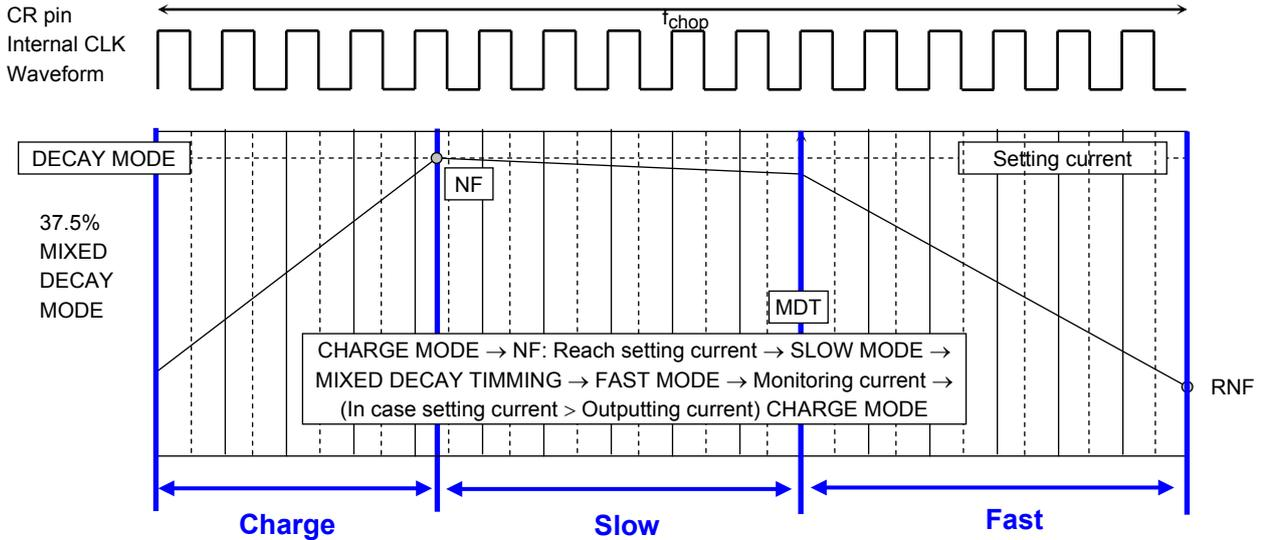 CR pin
Internal CLK
Waveform
fchop
DECAY MODE
Setting current
NF
37.5%
MIXED
DECAY
MODE
MDT
CHARGE MODE → NF: Reach setting current → SLOW MODE →
MIXED DECAY TIMMING → FAST MODE → Monitoring current →
(In case setting current > Outputting current) CHARGE MODE
RNF
Charge
Slow
Fast